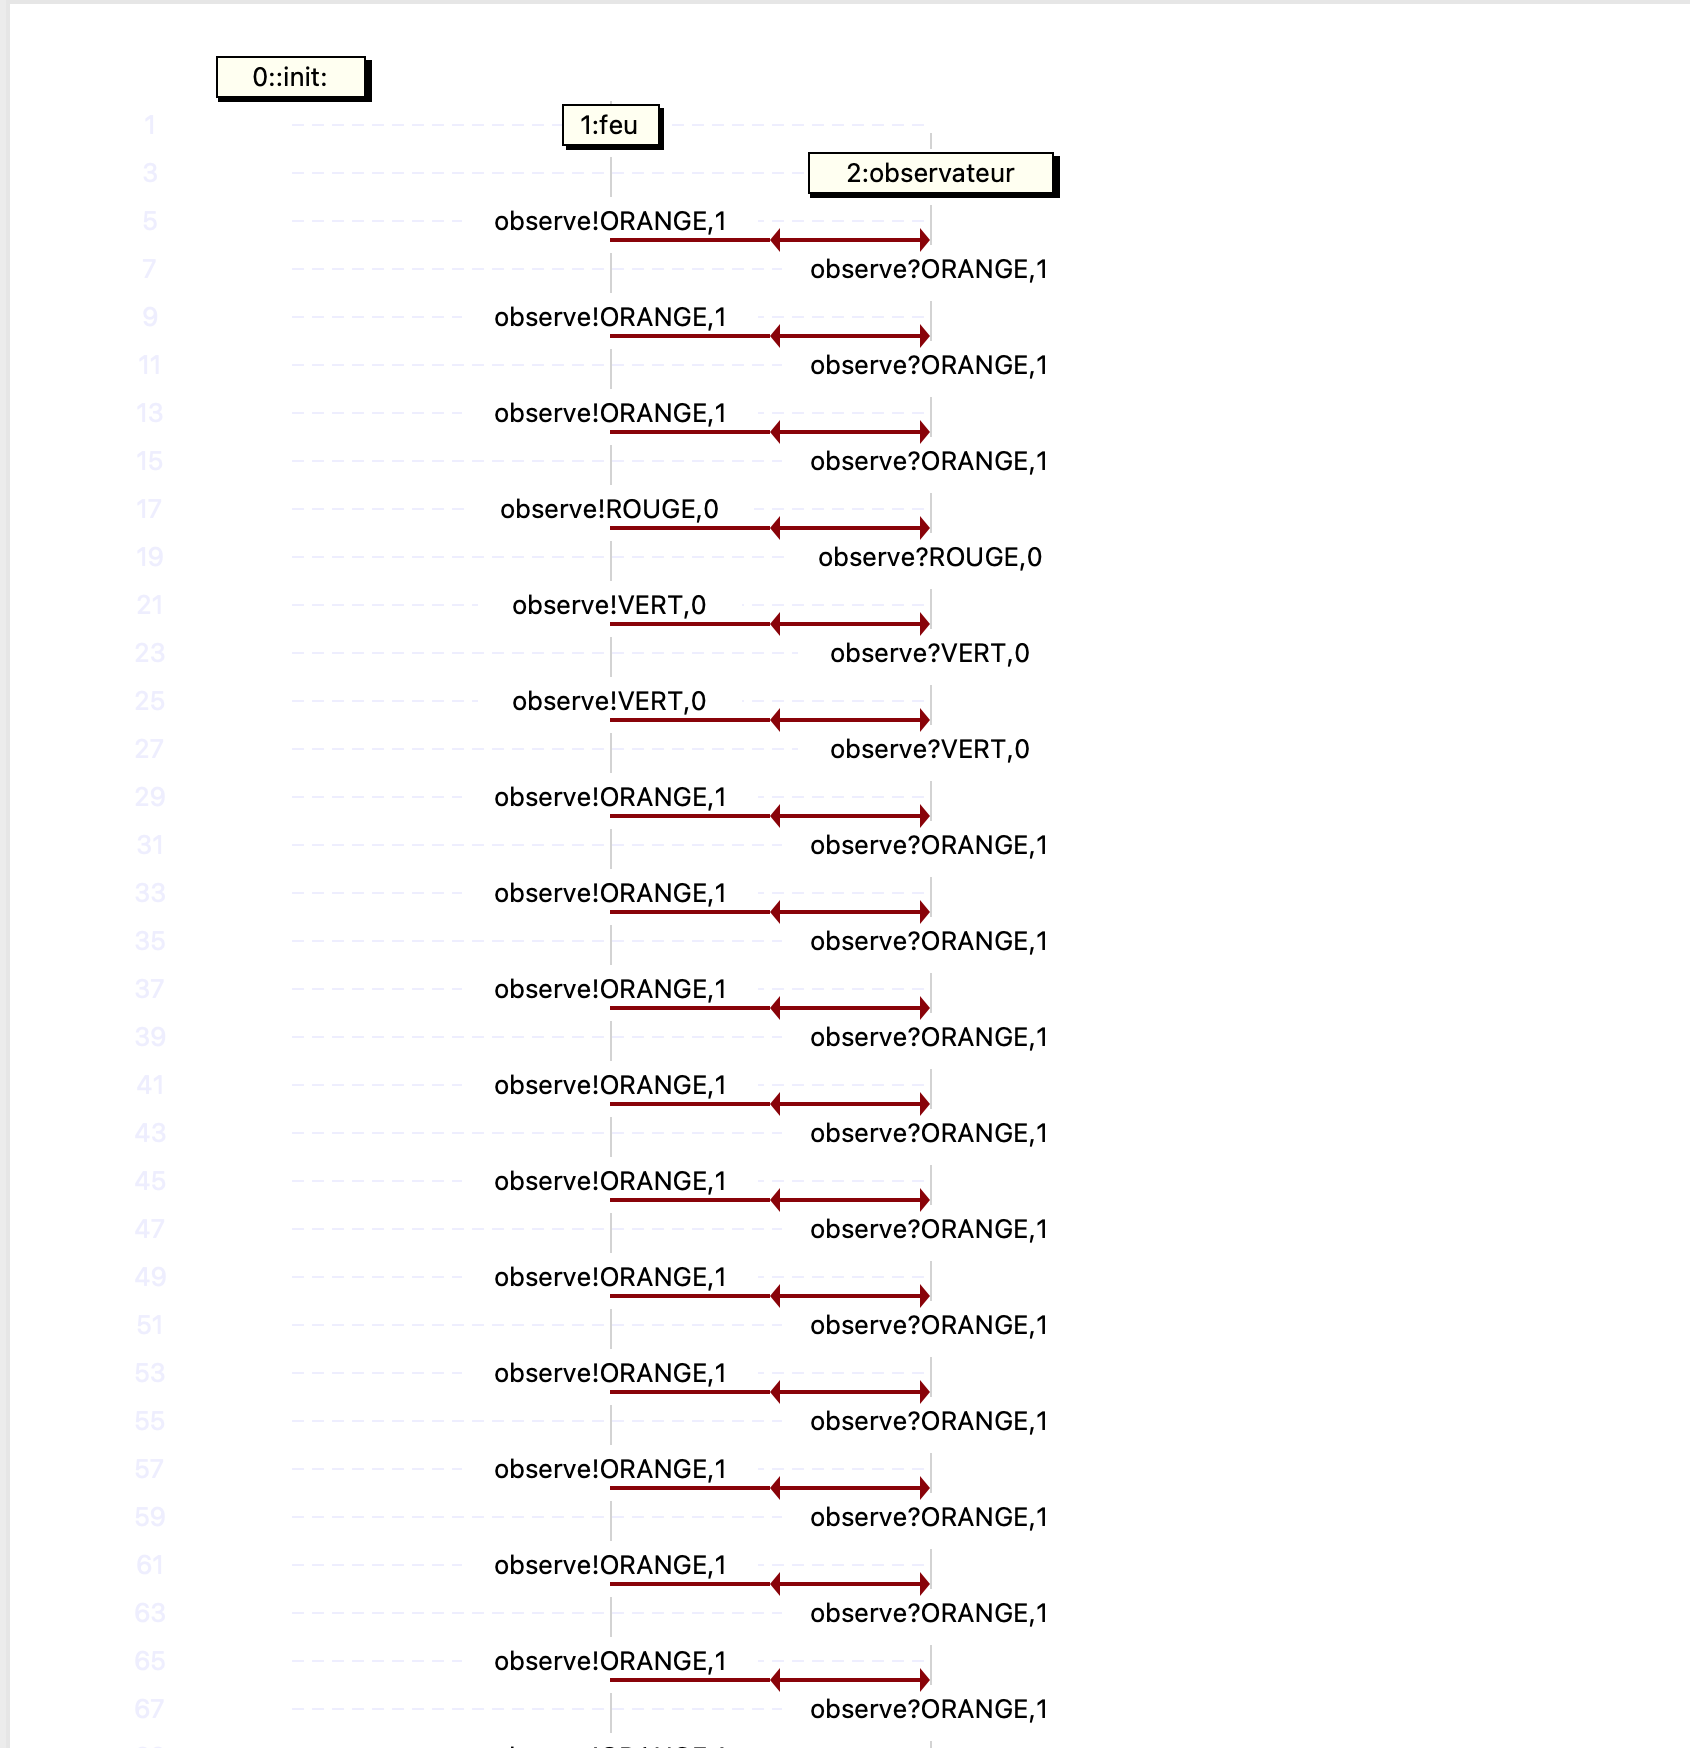 0::init:
1
1:feu
3
2:observateur
5
observe!ORANGE,1
7
observe?ORANGE,1
9
observe!ORANGE,1
11
observe?ORANGE,1
13
observe!ORANGE,1
15
observe?ORANGE,1
17
observe!ROUGE,0
19
observe?ROUGE,0
21
observe!VERT,0
23
observe?VERT,0
25
observe!VERT,0
27
observe?VERT,0
29
observe!ORANGE,1
31
observe?ORANGE,1
33
observe!ORANGE,1
35
observe?ORANGE,1
37
observe!ORANGE,1
39
observe?ORANGE,1
41
observe!ORANGE,1
43
observe?ORANGE,1
45
observe!ORANGE,1
47
observe?ORANGE,1
49
observe!ORANGE,1
51
observe?ORANGE,1
53
observe!ORANGE,1
55
observe?ORANGE,1
57
observe!ORANGE,1
59
observe?ORANGE,1
61
observe!ORANGE,1
63
observe?ORANGE,1
65
observe!ORANGE,1
67
observe?ORANGE,1